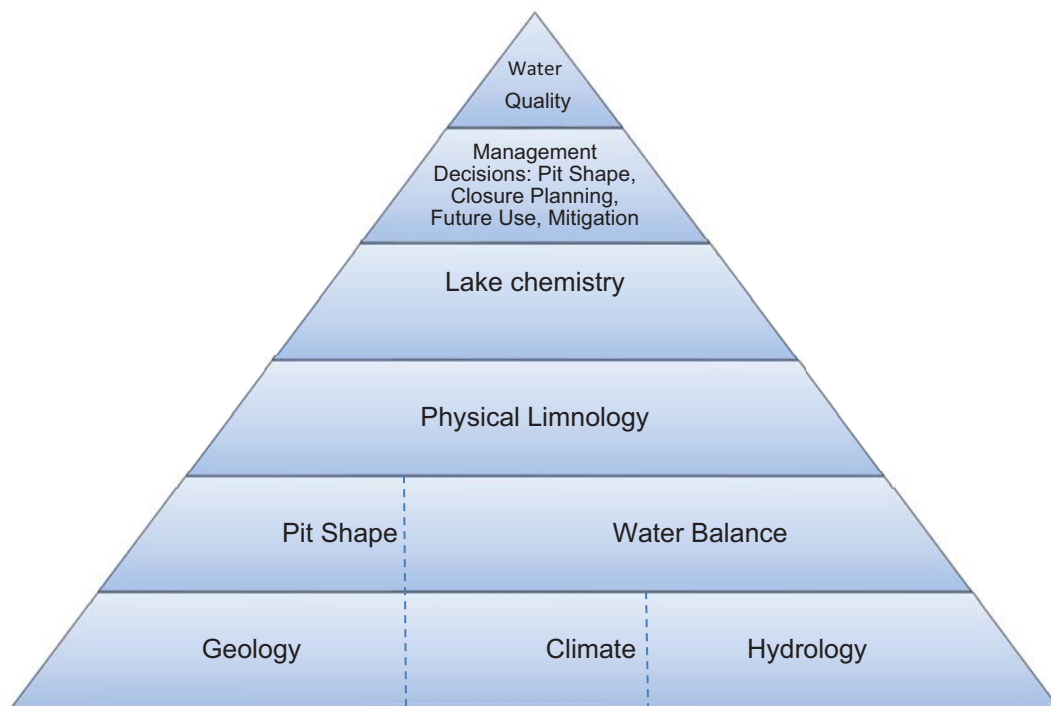 Water
Quality
Management
Decisions: Pit Shape,
Closure Planning,
Future Use, Mitigation
Lake chemistry
Physical Limnology
Pit Shape
Water Balance
Geology
Climate
Hydrology